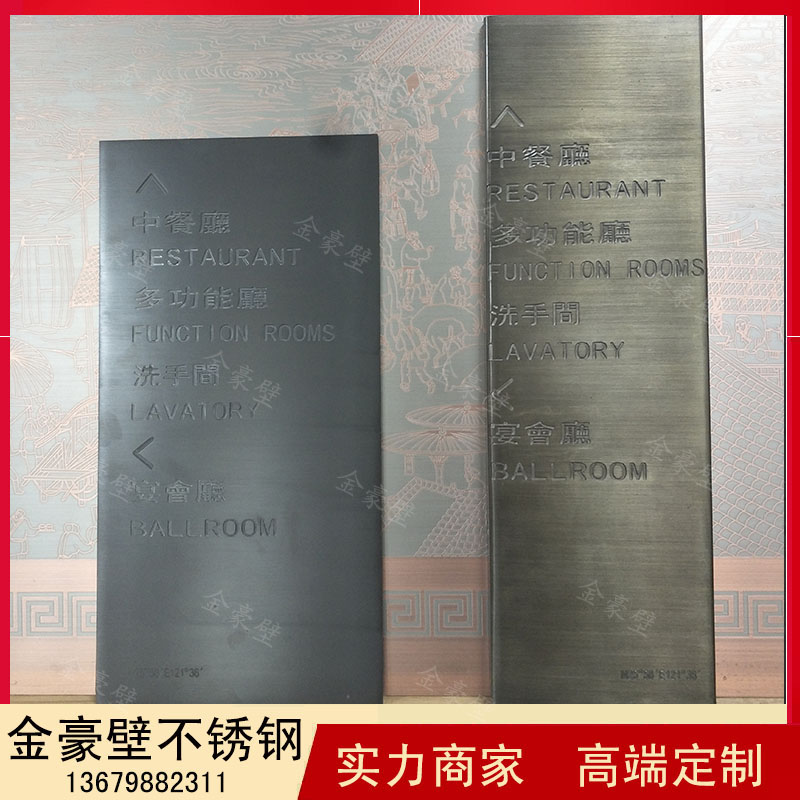 中餐廳
RESTAURANT
多功能廳
FUNCTION ROOMS
洗手間
LAVATORY
宴會廳
BALLROOM
中餐廳
RESTAURANT
多功能廳
FUNCTION ROOMS
洗手間
LAVATORY
宴會廳
BALLROOM
金豪壁
金豪壁
金豪壁
金豪壁
金豪壁
金豪壁不锈钢
13679882311
实力商家 高端定制